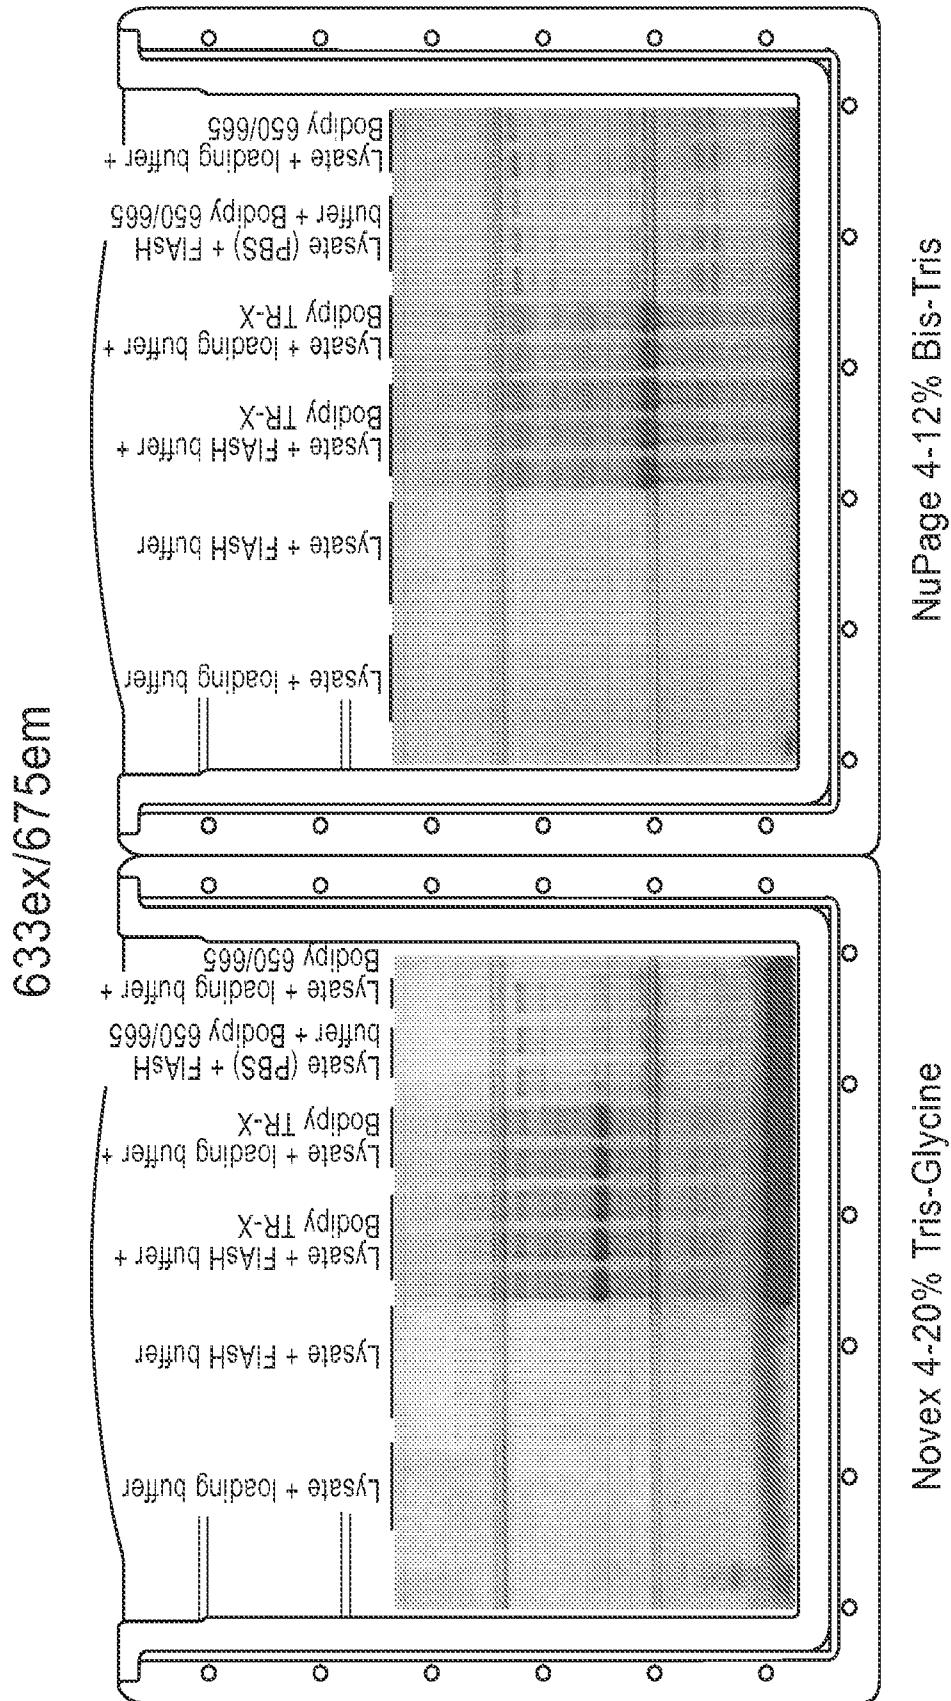 633ex/675em
Lysate + loading buffer
Lysate + FlAsH buffer
Lysate + FlAsH buffer +
Bodipy TR-X
Lysate + loading buffer +
Bodipy TR-X
Lysate (PBS) + FlAsH
buffer + Bodipy 650/665
Lysate + loading buffer +
Bodipy 650/665
Novex 4-20% Tris-Glycine
Lysate + loading buffer
Lysate + FlAsH buffer
Lysate + FlAsH buffer +
Bodipy TR-X
Lysate + loading buffer +
Bodipy TR-X
Lysate (PBS) + FlAsH
buffer + Bodipy 650/665
Lysate + loading buffer +
Bodipy 650/665
NuPage 4-12% Bis-Tris